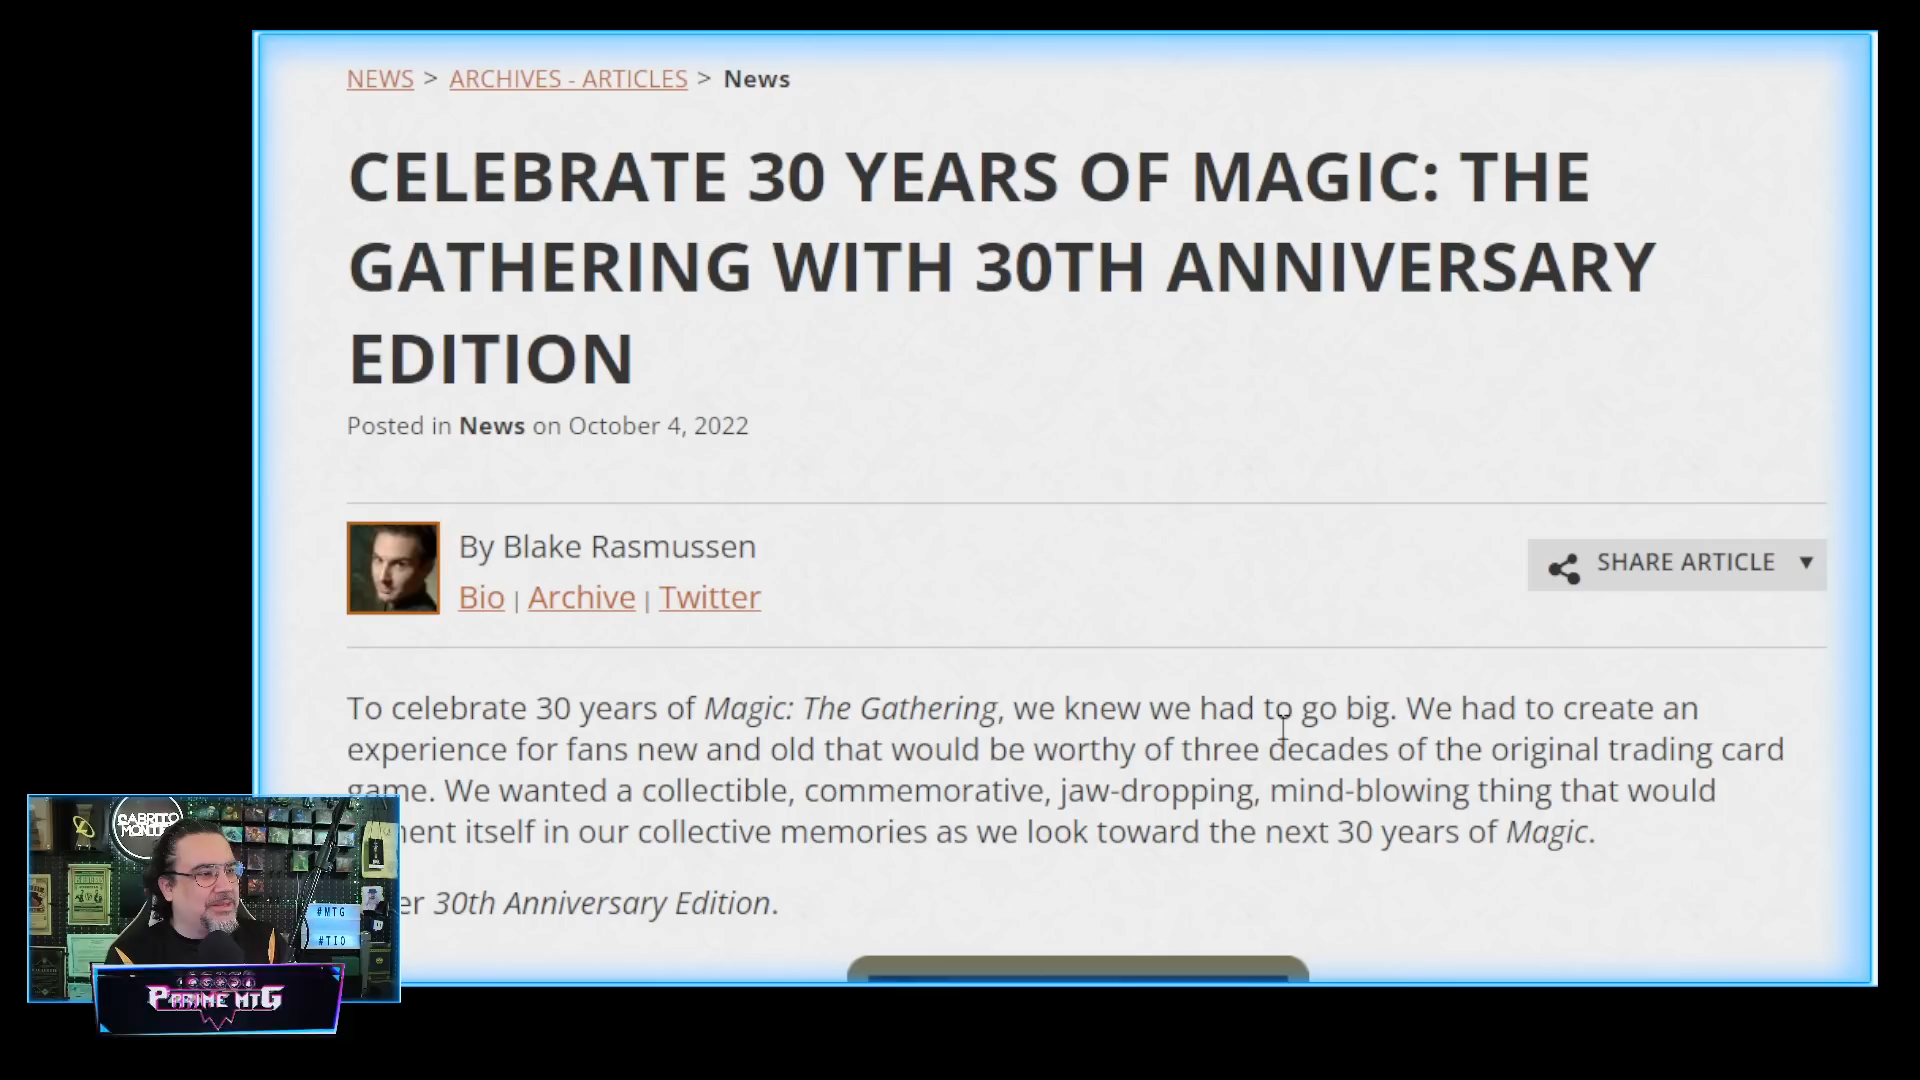 NEWS > ARCHIVES - ARTICLES > News
CELEBRATE 30 YEARS OF MAGIC: THE
GATHERING WITH 30TH ANNIVERSARY
EDITION
Posted in News on October 4, 2022
By Blake Rasmussen
Bio | Archive | Twitter
SHARE ARTICLE ▼
To celebrate 30 years of Magic: The Gathering, we knew we had to go big. We had to create an
experience for fans new and old that would be worthy of three decades of the original trading card
game. We wanted a collectible, commemorative, jaw-dropping, mind-blowing thing that would
itself in our collective memories as we look toward the next 30 years of Magic.
30th Anniversary Edition.
#MTG
#TIO
PRIME MTG